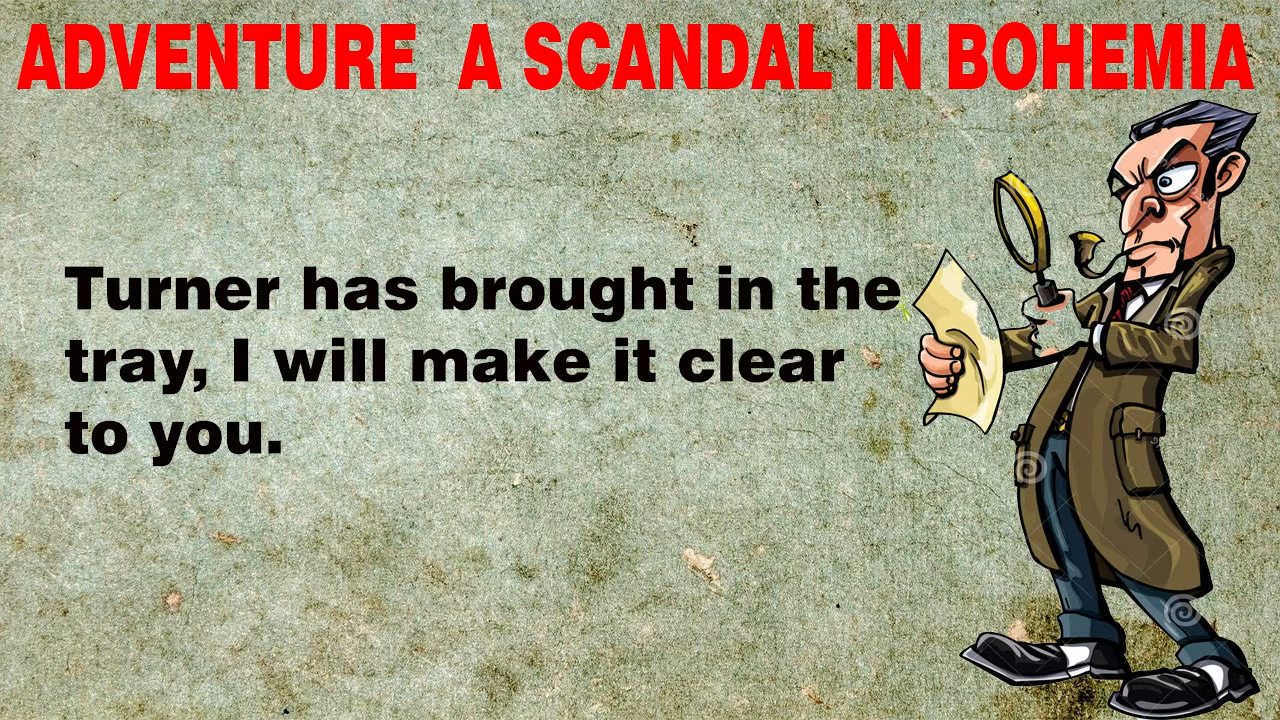 ADVENTURE A SCANDAL IN BOHEMIA
Turner has brought in the
tray, I will make it clear
to you.